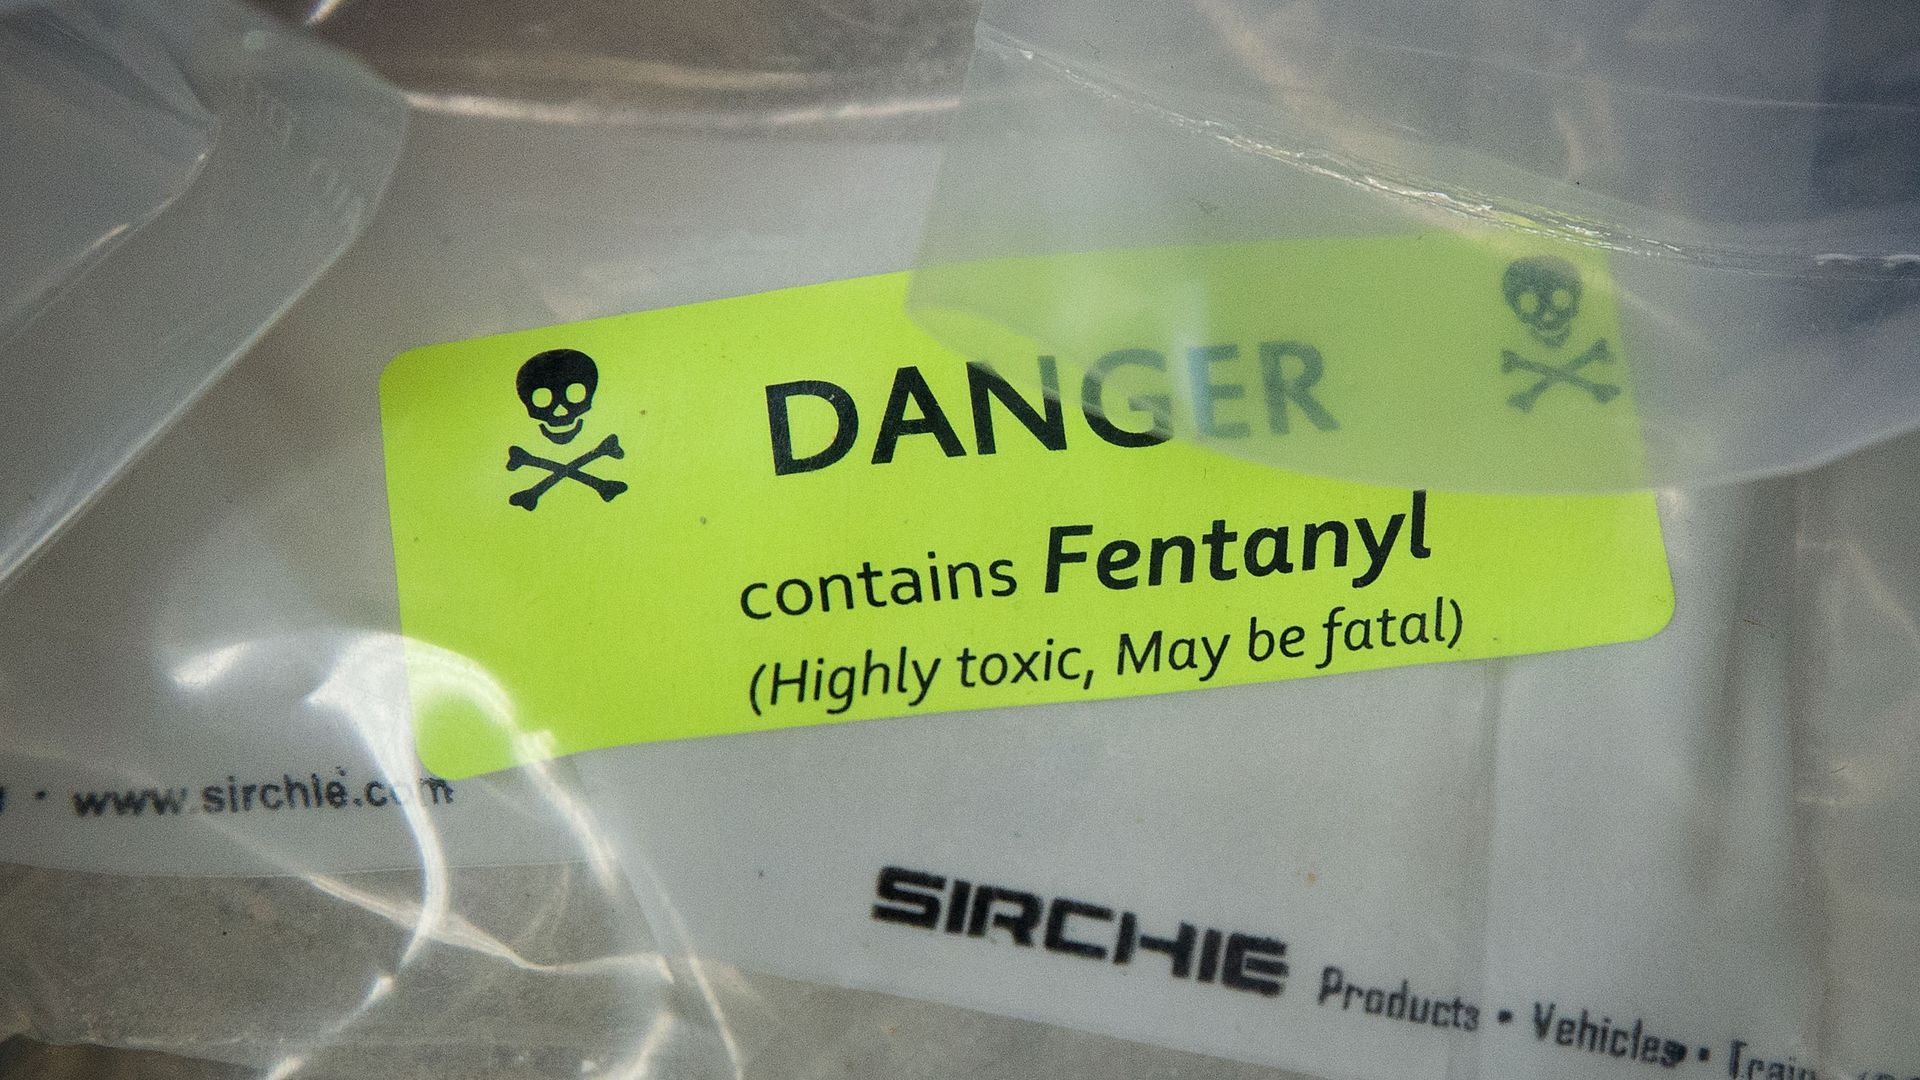 DANGER
contains Fentanyl
(Highly toxic, May be fatal)
· www.sirchie.com
SIRCHIE Products • Vehicles •